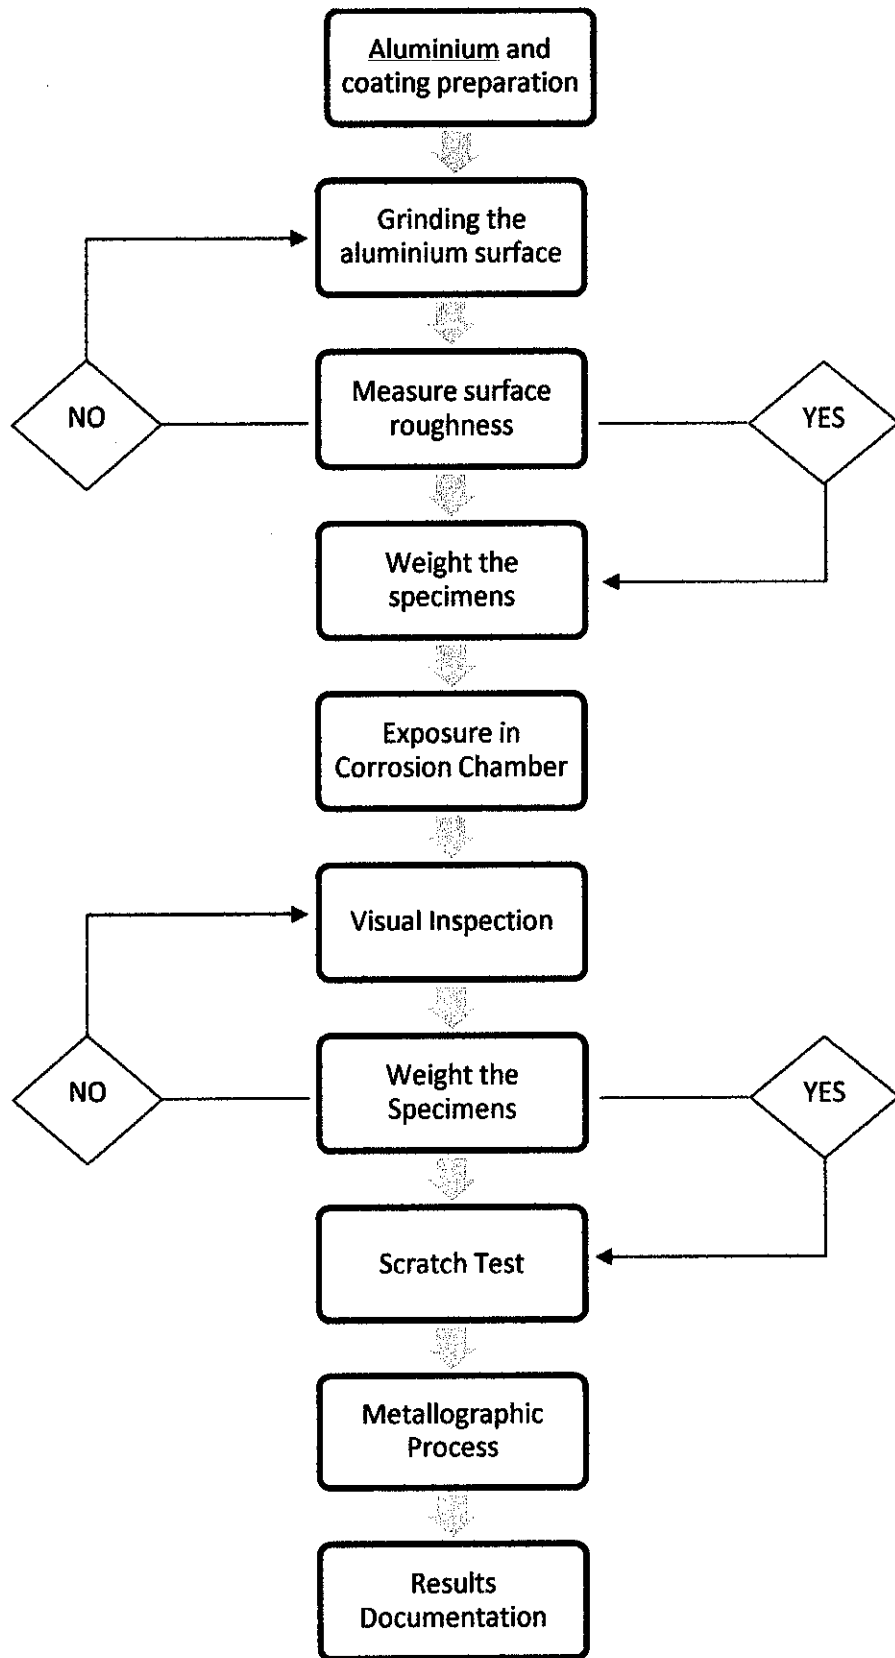 Aluminium and
coating preparation
Grinding the
aluminium surface
NO
Measure surface
roughness
YES
Weight the
specimens
Exposure in
Corrosion Chamber
Visual Inspection
NO
Weight the
Specimens
YES
Scratch Test
Metallographic
Process
Results
Documentation